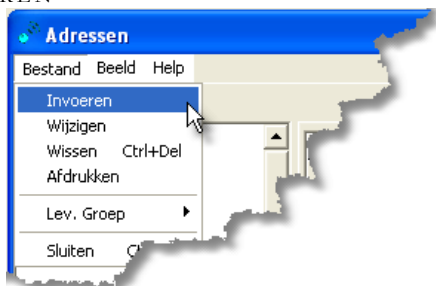 Adressen
Bestand Beeld Help
Invoeren
Wijzigen
Wissen Ctrl+Del
Afdrukken
Lev. Groep
Sluiten